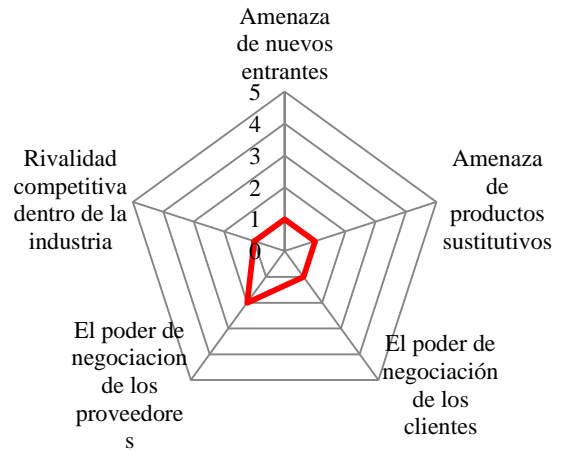 Amenaza
de nuevos
entrantes
5
4
3
2
1
0
Amenaza
de
productos
sustitutivos
El poder de
negociación
de los
clientes
El poder de
negociacion
de los
proveedore
s
Rivalidad
competitiva
dentro de la
industria